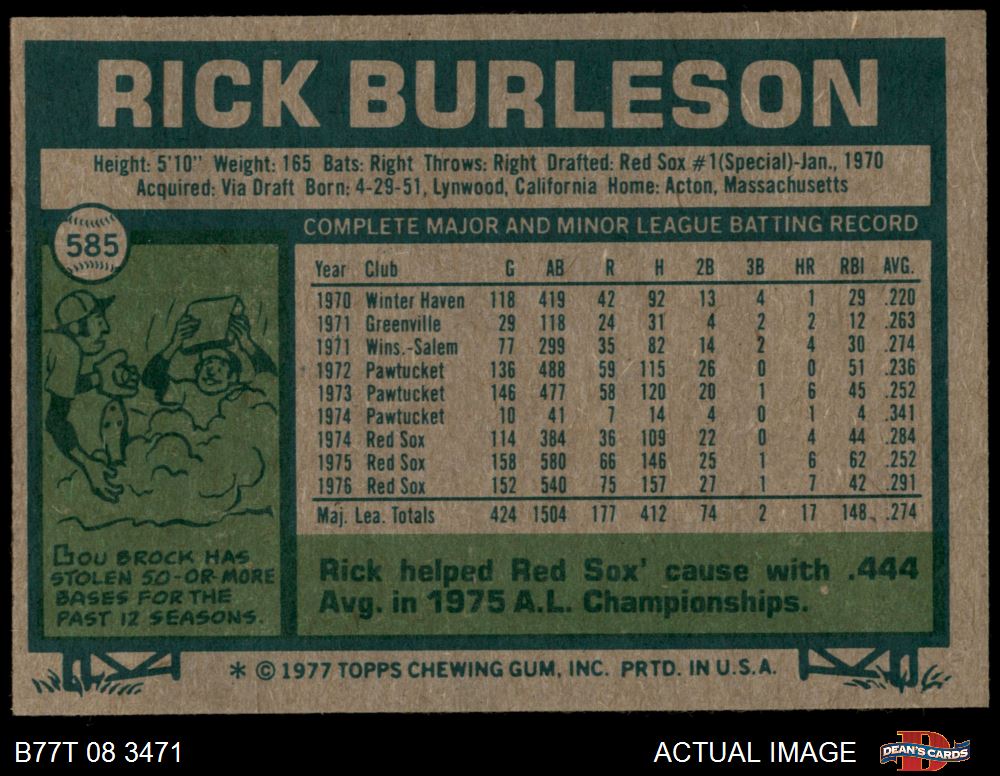 RICK BURLESON
Height: 5'10" Weight: 165 Bats: Right Throws: Right Drafted: Red Sox #1(Special)-Jan., 1970
Acquired: Via Draft Born: 4-29-51, Lynwood, California Home: Acton, Massachusetts
585
COMPLETE MAJOR AND MINOR LEAGUE BATTING RECORD
Year Club G AB R H 2B 3B HR RBI AVG.
1970 Winter Haven 118 419 42 92 13 4 1 29 .220
1971 Greenville 29 118 24 31 4 2 2 12 .263
1971 Wins.-Salem 77 299 35 82 14 2 4 30 .274
1972 Pawtucket 136 488 59 115 26 0 0 51 .236
1973 Pawtucket 146 477 58 120 20 1 6 45 .252
1974 Pawtucket 10 41 7 14 4 0 1 4 .341
1974 Red Sox 114 384 36 109 22 0 4 44 .284
1975 Red Sox 158 580 66 146 25 1 6 62 .252
1976 Red Sox 152 540 75 157 27 1 7 42 .291
Maj. Lea. Totals 424 1504 177 412 74 2 17 148 .274
LOU BROCK HAS
STOLEN 50-OR-MORE
BASES FOR THE
PAST 12 SEASONS.
Rick helped Red Sox' cause with .444
Avg. in 1975 A.L. Championships.
* © 1977 TOPPS CHEWING GUM, INC. PRTD. IN U.S.A.
B77T 08 3471
ACTUAL IMAGE
DEAN'S CARDS